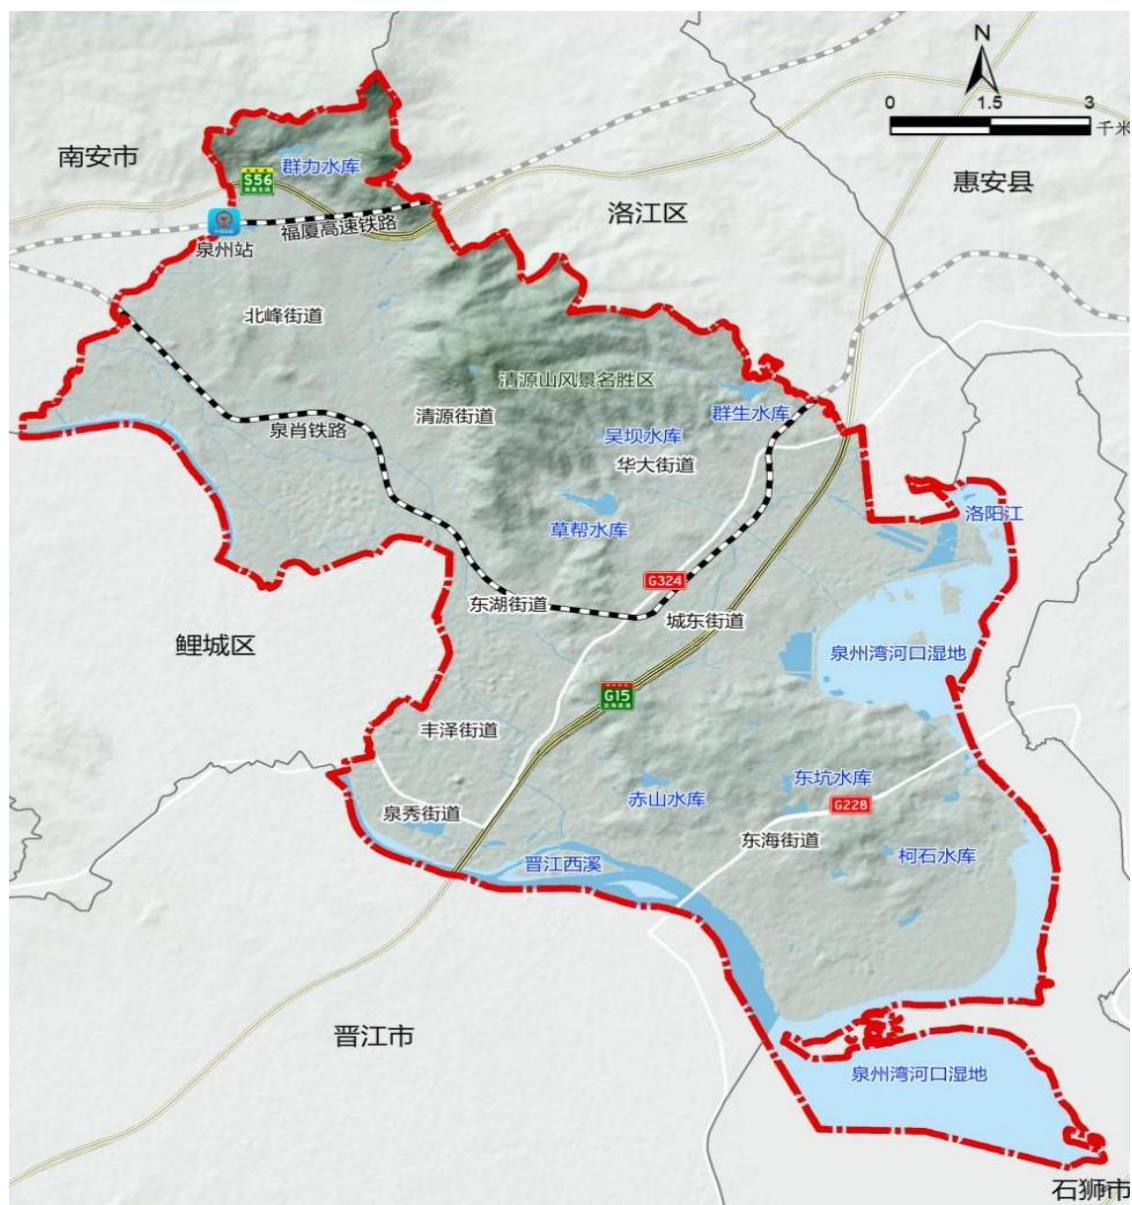 N
0 1.5 3
千米
南安市
群力水库
S56
惠安县
洛江区
福厦高速铁路
泉州站
北峰街道
清源山风景名胜区
清源街道
群生水库
泉肖铁路
吴坝水库
华大街道
洛阳江
草帮水库
G324
东湖街道
城东街道
鲤城区
泉州湾河口湿地
G15
丰泽街道
东坑水库
赤山水库
G228
泉秀街道
东海街道
柯石水库
晋江西溪
晋江市
泉州湾河口湿地
石狮市